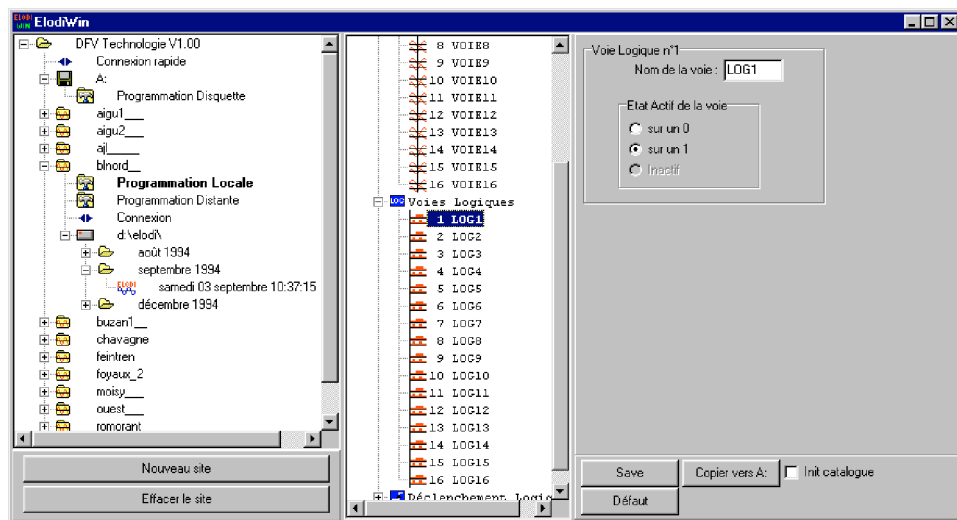 ElodiWin
DFV Technologie V1.00
Connexion rapide
A:
Programmation Disquette
aigu1___
aigu2___
ajl_____
blnord__
Programmation Locale
Programmation Distante
Connexion
d:\elodi\
août 1994
septembre 1994
samedi 03 septembre 10:37:15
décembre 1994
buzan1__
chavagne
feintren
foyaux_2
moisy___
ouest___
romorant
Nouveau site
Effacer le site
8 VOIE8
9 VOIE9
10 VOIE10
11 VOIE11
12 VOIE12
13 VOIE13
14 VOIE14
15 VOIE15
16 VOIE16
LOG Voies Logiques
1 LOG1
2 LOG2
3 LOG3
4 LOG4
5 LOG5
6 LOG6
7 LOG7
8 LOG8
9 LOG9
10 LOG10
11 LOG11
12 LOG12
13 LOG13
14 LOG14
15 LOG15
16 LOG16
Déclenchement Logiq
Voie Logique n°1
Nom de la voie : LOG1
Etat Actif de la voie
sur un 0
sur un 1
Inactif
Save
Copier vers A:
Init catalogue
Défaut